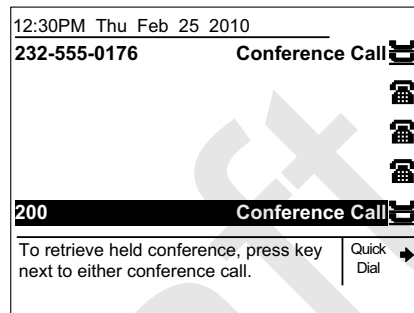 12:30PM Thu Feb 25 2010
232-555-0176 Conference Call
200 Conference Call
To retrieve held conference, press key
next to either conference call.
Quick
Dial